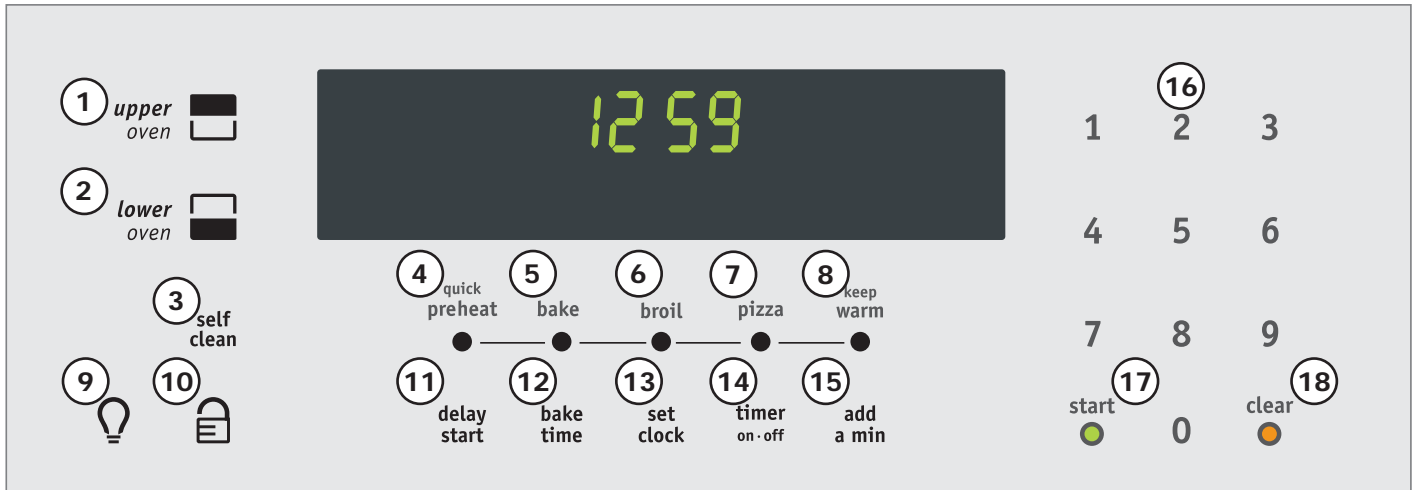 1
upper
oven
12 59
16
1 2 3
2
lower
oven
4 5 6
3
self
clean
4 5 6 7 8
quick
preheat
bake
broil
pizza
keep
warm
7 8 9
9 10
11 12 13 14 15
delay
start
bake
time
set
clock
timer
on·off
add
a min
17 18
start
0
clear